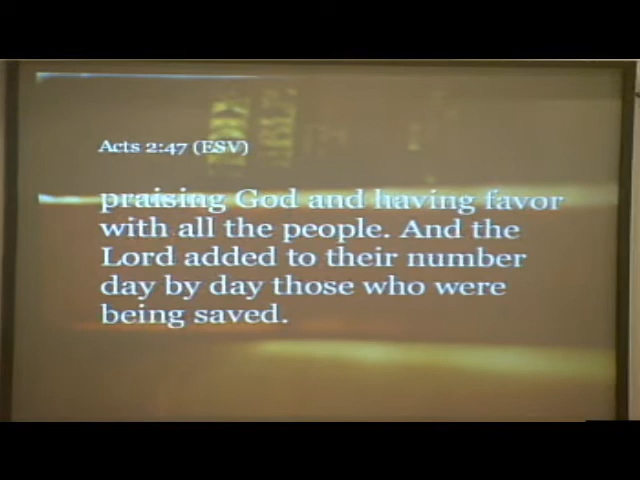 Acts 2:47 (ESV)
praising God and having favor
with all the people. And the
Lord added to their number
day by day those who were
being saved.